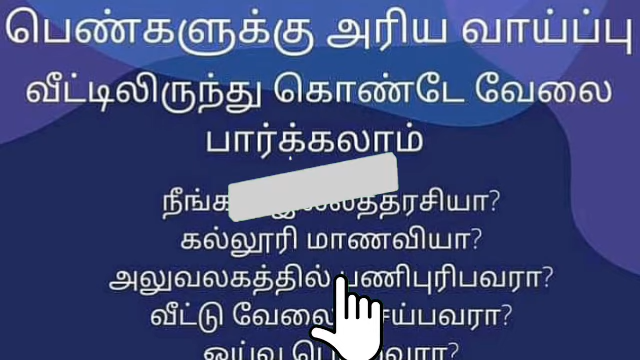 பெண்களுக்கு அரிய வாய்ப்பு
வீட்டிலிருந்து கொண்டே வேலை
பார்க்கலாம்
கல்லூரி மாணவியா?
அலுவலகத்தில் பணிபுரிபவரா?
வீட்டு வேலை